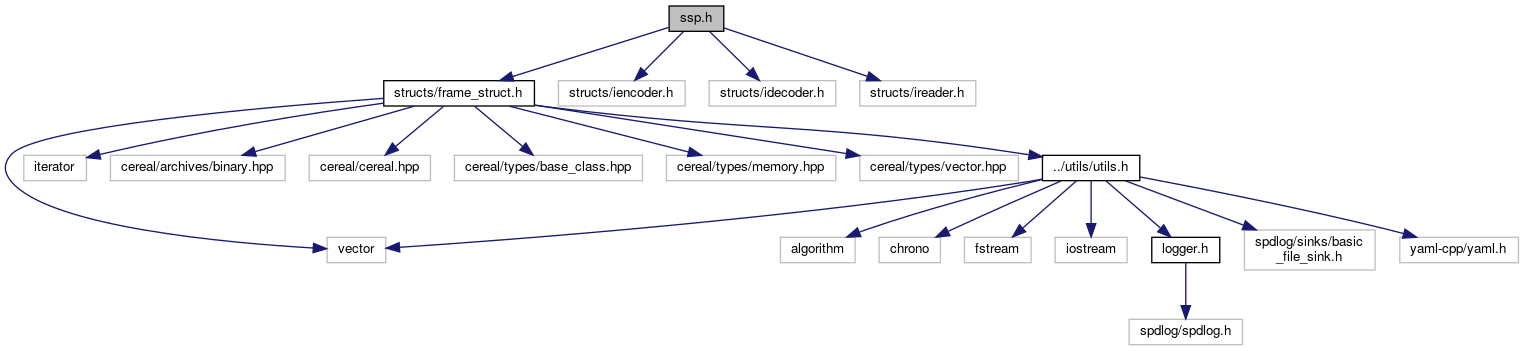 ssp.h
structs/frame_struct.h
structs/iencoder.h
structs/idecoder.h
structs/ireader.h
iterator
cereal/archives/binary.hpp
cereal/cereal.hpp
cereal/types/base_class.hpp
cereal/types/memory.hpp
cereal/types/vector.hpp
../utils/utils.h
vector
algorithm
chrono
fstream
iostream
logger.h
spdlog/sinks/basic
_file_sink.h
yaml-cpp/yaml.h
spdlog/spdlog.h